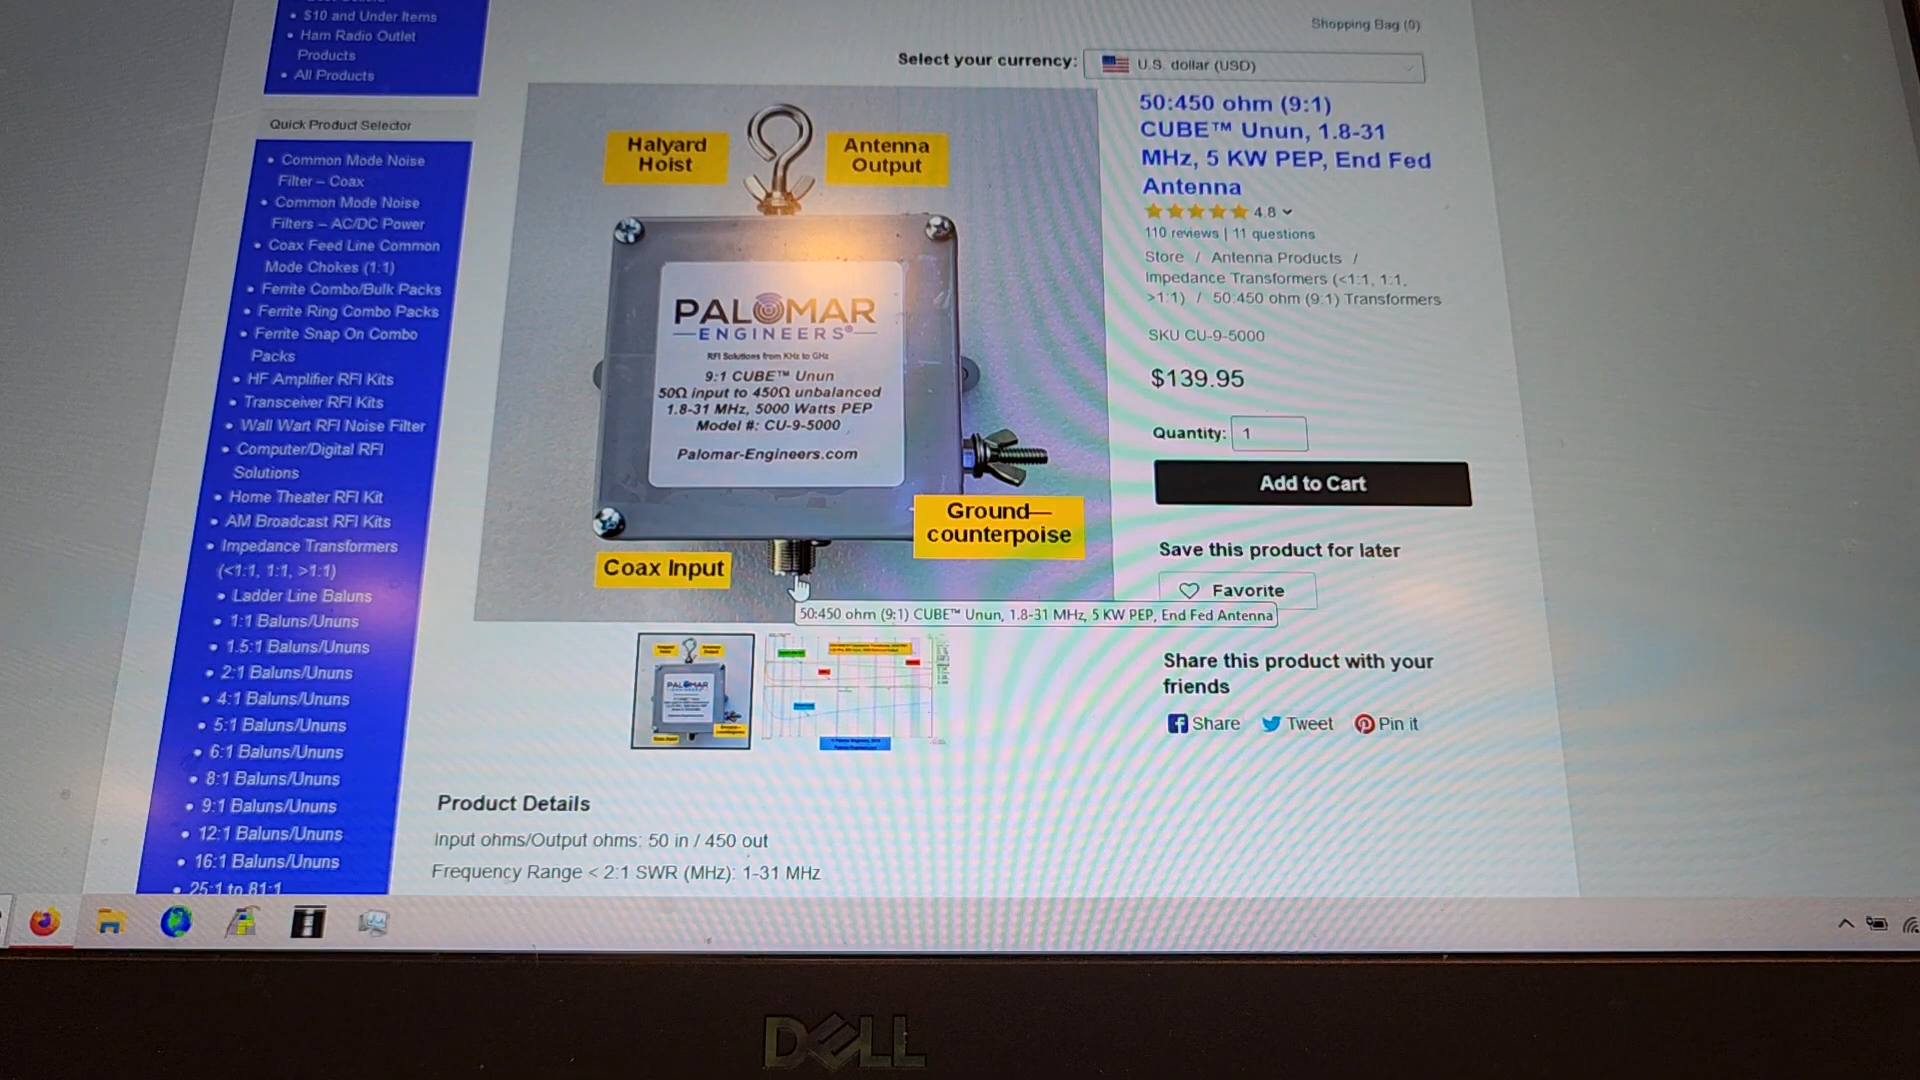 • $10 and Under Items
• Ham Radio Outlet
Products
• All Products
Quick Product Selector
• Common Mode Noise
Filter – Coax
• Common Mode Noise
Filters – AC/DC Power
• Coax Feed Line Common
Mode Chokes (1:1)
• Ferrite Combo/Bulk Packs
• Ferrite Ring Combo Packs
• Ferrite Snap On Combo
Packs
• HF Amplifier RFI Kits
• Transceiver RFI Kits
• Wall Wart RFI Noise Filter
• Computer/Digital RFI
Solutions
• Home Theater RFI Kit
• AM Broadcast RFI Kits
• Impedance Transformers
(<1:1, 1:1, >1:1)
• Ladder Line Baluns
• 1:1 Baluns/Ununs
• 1.5:1 Baluns/Ununs
• 2:1 Baluns/Ununs
• 4:1 Baluns/Ununs
• 5:1 Baluns/Ununs
• 6:1 Baluns/Ununs
• 8:1 Baluns/Ununs
• 9:1 Baluns/Ununs
• 12:1 Baluns/Ununs
• 16:1 Baluns/Ununs
• 25:1 to 81:1
Shopping Bag (0)
Select your currency: U.S. dollar (USD)
Halyard
Hoist
Antenna
Output
PALOMAR
ENGINEERS®
RFI Solutions from KHz to GHz
9:1 CUBE™ Unun
50Ω input to 450Ω unbalanced
1.8-31 MHz, 5000 Watts PEP
Model #: CU-9-5000
Palomar-Engineers.com
Ground—
counterpoise
Coax Input
50:450 ohm (9:1) CUBE™ Unun, 1.8-31 MHz, 5 KW PEP, End Fed Antenna
50:450 ohm (9:1)
CUBE™ Unun, 1.8-31
MHz, 5 KW PEP, End Fed
Antenna
4.8
110 reviews | 11 questions
Store / Antenna Products /
Impedance Transformers (<1:1, 1:1,
>1:1) / 50:450 ohm (9:1) Transformers
SKU CU-9-5000
$139.95
Quantity: 1
Add to Cart
Save this product for later
Favorite
Share this product with your
friends
Share Tweet Pin it
Product Details
Input ohms/Output ohms: 50 in / 450 out
Frequency Range < 2:1 SWR (MHz): 1-31 MHz
DELL